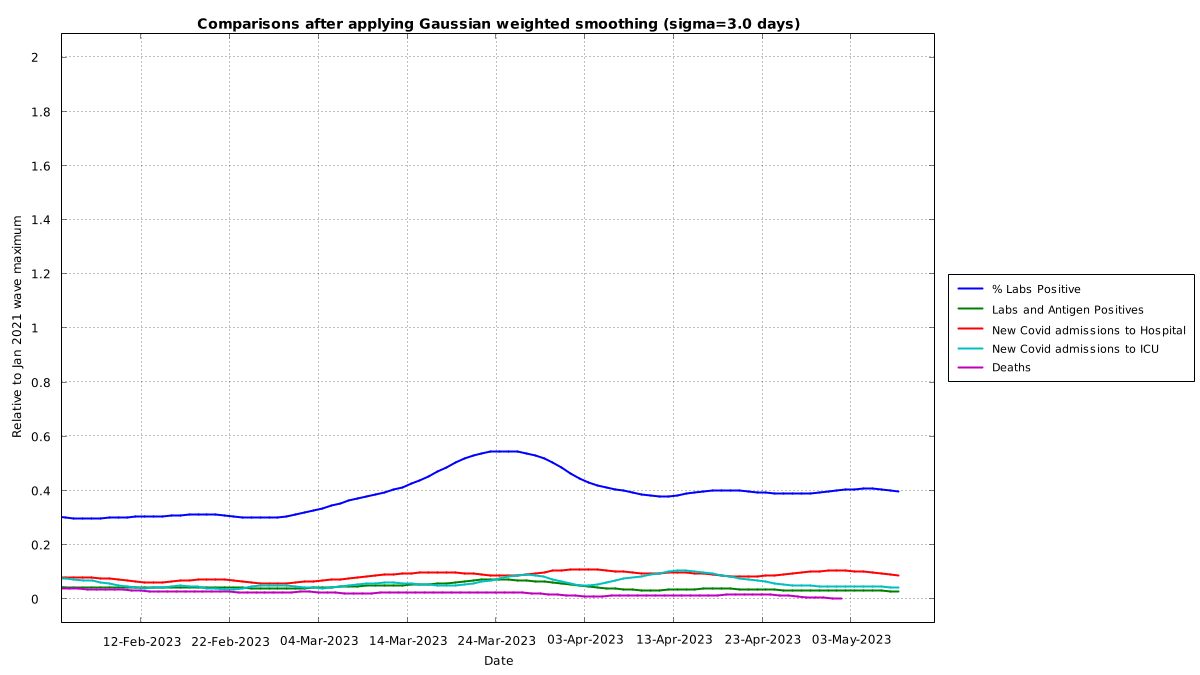 Comparisons after applying Gaussian weighted smoothing (sigma=3.0 days)
Relative to Jan 2021 wave maximum
2
1.8
1.6
1.4
1.2
1
0.8
0.6
0.4
0.2
0
12-Feb-2023 22-Feb-2023 04-Mar-2023 14-Mar-2023 24-Mar-2023 03-Apr-2023 13-Apr-2023 23-Apr-2023 03-May-2023
Date
% Labs Positive
Labs and Antigen Positives
New Covid admissions to Hospital
New Covid admissions to ICU
Deaths